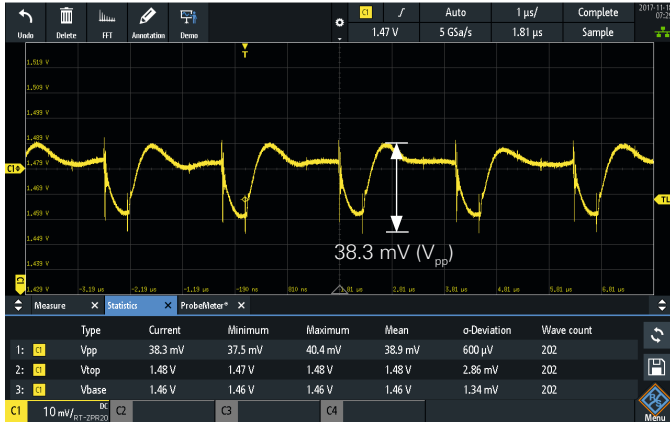 Undo Delete FFT Annotation Demo
C1 Auto 1 µs/ Complete
1.47 V 5 GSa/s 1.81 µs Sample
T
1.519 V
1.509 V
1.499 V
1.489 V
C1 1.479 V
1.469 V
TL
1.459 V
1.449 V
38.3 mV (Vpp)
1.439 V
1.429 V -3.19 µs -2.19 µs -1.19 µs -190 ns 810 ns 1.81 µs 2.81 µs 3.81 µs 4.81 µs 5.81 µs 6.81 µs
Measure X Statistics X ProbeMeter* X
Type Current Minimum Maximum Mean σ-Deviation Wave count
1: C1 Vpp 38.3 mV 37.5 mV 40.4 mV 38.9 mV 600 µV 202
2: C1 Vtop 1.48 V 1.47 V 1.48 V 1.48 V 2.86 mV 202
3: C1 Vbase 1.46 V 1.46 V 1.46 V 1.46 V 1.34 mV 202
C1 10 mV/ DC RT-ZPR20 C2 C3 C4
R&S
Menu